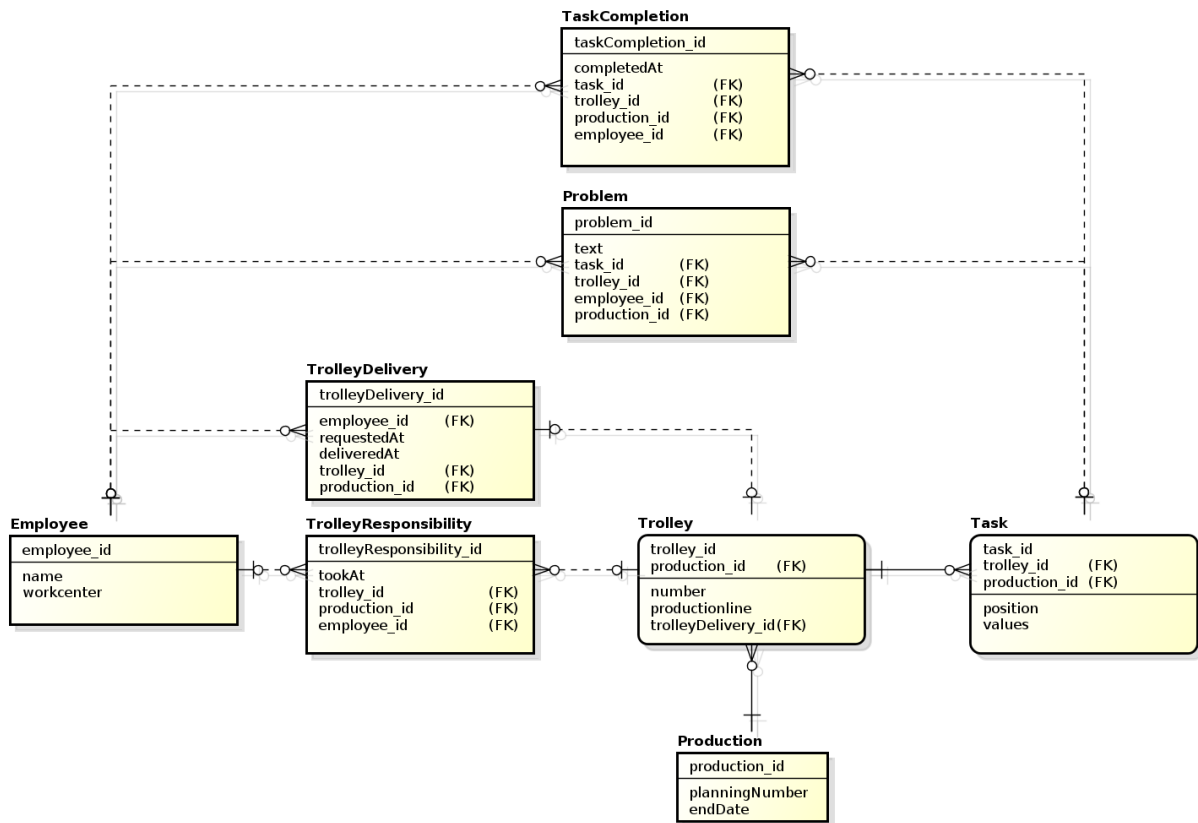 TaskCompletion
taskCompletion_id
completedAt
task_id (FK)
trolley_id (FK)
production_id (FK)
employee_id (FK)
Problem
problem_id
text
task_id (FK)
trolley_id (FK)
employee_id (FK)
production_id (FK)
TrolleyDelivery
trolleyDelivery_id
employee_id (FK)
requestedAt
deliveredAt
trolley_id (FK)
production_id (FK)
Employee
employee_id
name
workcenter
TrolleyResponsibility
trolleyResponsibility_id
tookAt
trolley_id (FK)
production_id (FK)
employee_id (FK)
Trolley
trolley_id
production_id (FK)
number
productionline
trolleyDelivery_id(FK)
Task
task_id
trolley_id (FK)
production_id (FK)
position
values
Production
production_id
planningNumber
endDate